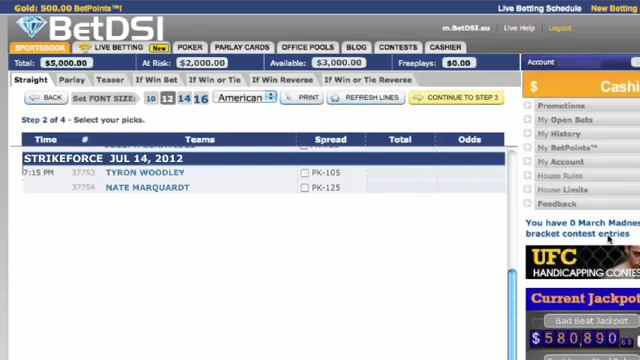 Gold: 500.00 BetPoints™!
Live Betting Schedule New Betting
BetDSI
m.BetDSI.eu Live Help Logout
SPORTSBOOK LIVE BETTING New POKER PARLAY CARDS OFFICE POOLS BLOG CONTESTS CASHIER
Total: $5,000.00 At Risk: $2,000.00 Available: $3,000.00 Freeplays: $0.00 Account
Straight Parlay Teaser If Win Bet If Win or Tie If Win Reverse If Win or Tie Reverse
$ Cashi
BACK Set FONT SIZE: 10 12 14 16 American PRINT REFRESH LINES CONTINUE TO STEP 3
Promotions
My Open Bets
My History
My BetPoints™
My Account
House Rules
House Limits
Feedback
Step 2 of 4 - Select your picks.
Time # Teams Spread Total Odds
STRIKEFORCE JUL 14, 2012
7:15 PM 37753 TYRON WOODLEY PK-105
37754 NATE MARQUARDT PK-125
You have 0 March Madnes
bracket contest entries
UFC
HANDICAPPING CONTES
Current Jackpot
Bad Beat Jackpot
$580,890